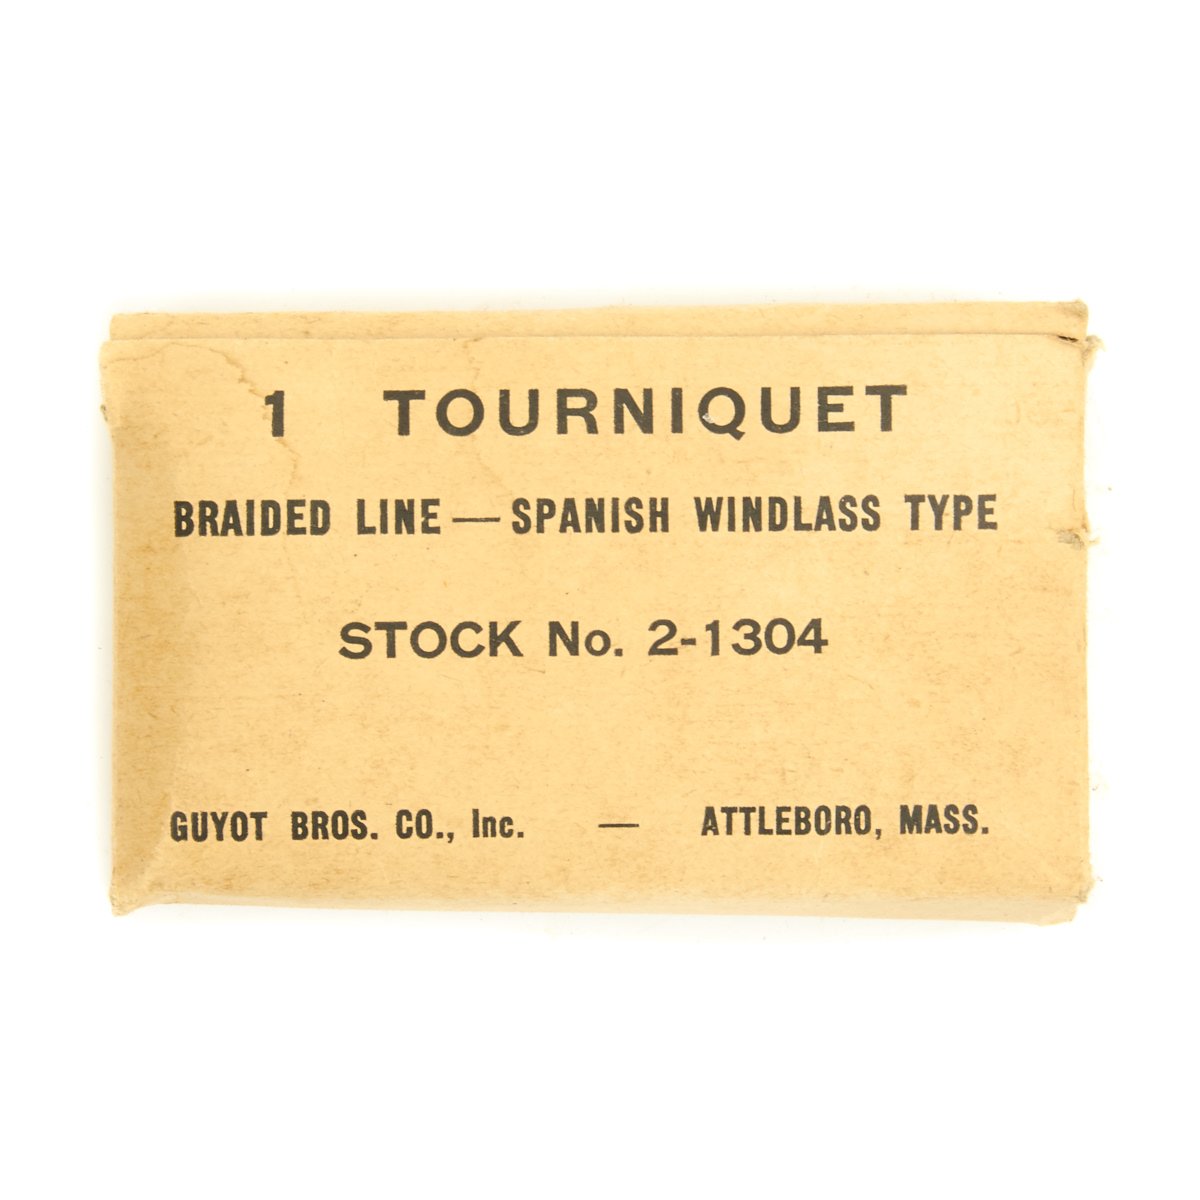 1 TOURNIQUET
BRAIDED LINE — SPANISH WINDLASS TYPE
STOCK No. 2-1304
GUYOT BROS. CO., Inc. — ATTLEBORO, MASS.